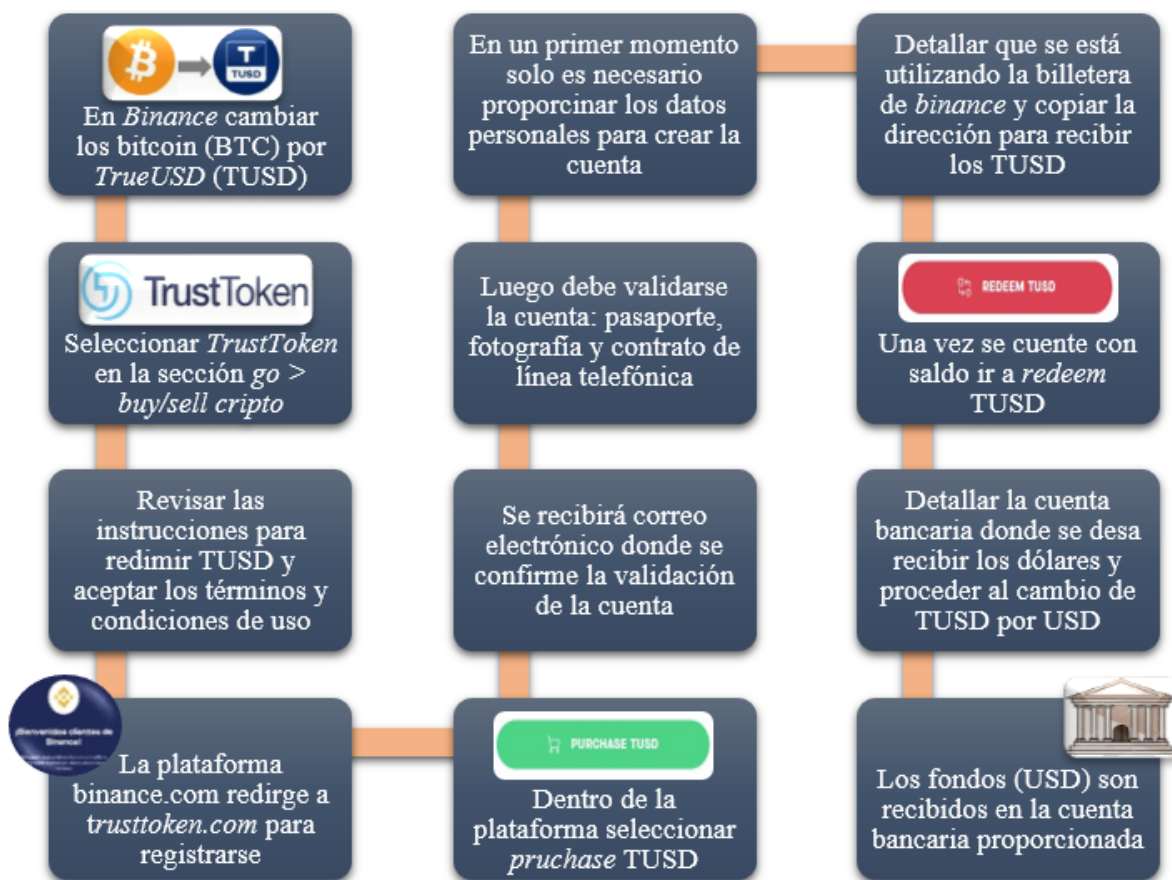 B
T
TUSD
En Binance cambiar
los bitcoin (BTC) por
TrueUSD (TUSD)
TrustToken
Seleccionar TrustToken
en la sección go >
buy/sell cripto
Revisar las
instrucciones para
redimir TUSD y
aceptar los términos y
condiciones de uso
¡Bienvenidos clientes de
Binance!
La plataforma
binance.com redirge a
trusttoken.com para
registrarse
En un primer momento
solo es necesario
proporcinar los datos
personales para crear la
cuenta
Luego debe validarse
la cuenta: pasaporte,
fotografía y contrato de
línea telefónica
Se recibirá correo
electrónico donde se
confirme la validación
de la cuenta
PURCHASE TUSD
Dentro de la
plataforma seleccionar
pruchase TUSD
Detallar que se está
utilizando la billetera
de binance y copiar la
dirección para recibir
los TUSD
REDEEM TUSD
Una vez se cuente con
saldo ir a redeem
TUSD
Detallar la cuenta
bancaria donde se desa
recibir los dólares y
proceder al cambio de
TUSD por USD
Los fondos (USD) son
recibidos en la cuenta
bancaria proporcionada